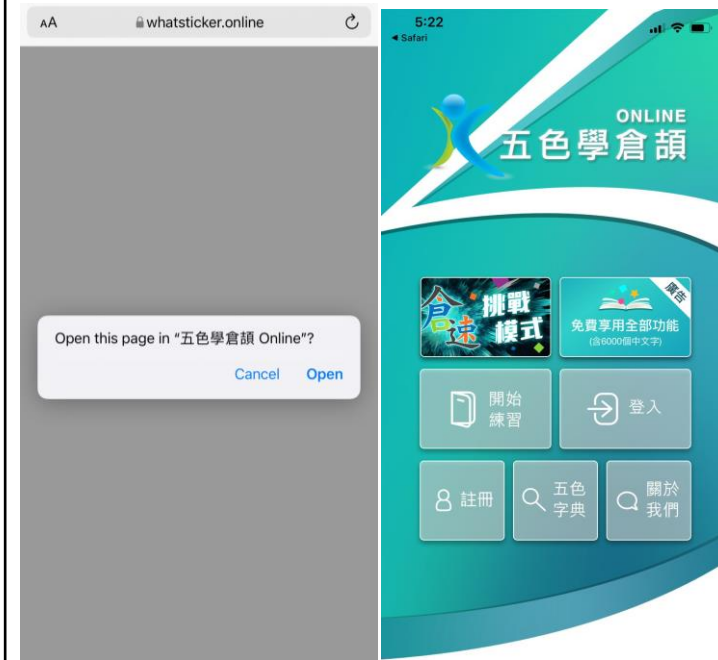 AA whatsticker.online
Open this page in “五色學倉頡 Online”?
Cancel Open
5:22
◀ Safari
ONLINE
五色學倉頡
倉速
挑戰
模式
廣告
免費享用全部功能
(含6000個中文字)
開始
練習
登入
註冊
五色
字典
關於
我們